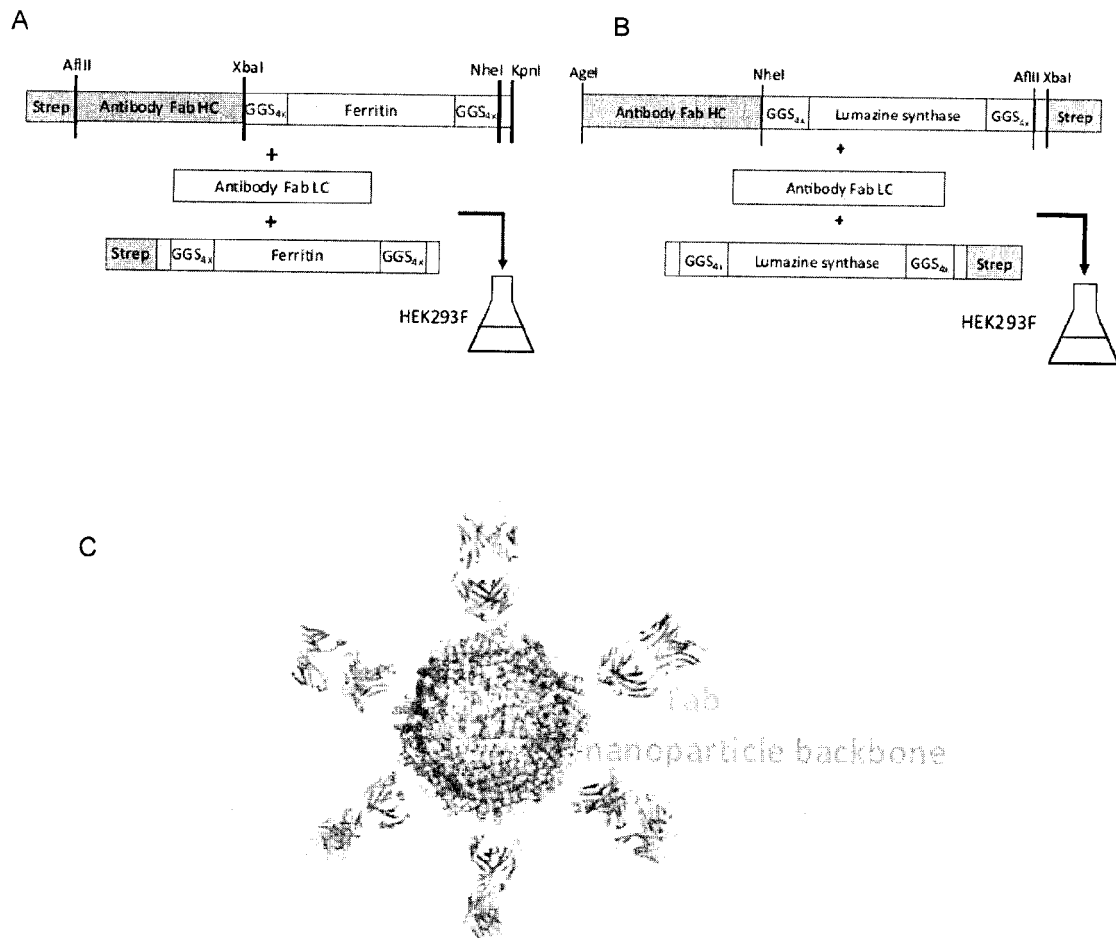 A
AflII XbaI NheI KpnI
Strep Antibody Fab HC GGS4x Ferritin GGS4x
+
Antibody Fab LC
+
Strep GGS4x Ferritin GGS4x
HEK293F
B
AgeI NheI AflII XbaI
Antibody Fab HC GGS4x Lumazine synthase GGS4x Strep
+
Antibody Fab LC
+
GGS4x Lumazine synthase GGS4x Strep
HEK293F
C
Fab
nanoparticle backbone